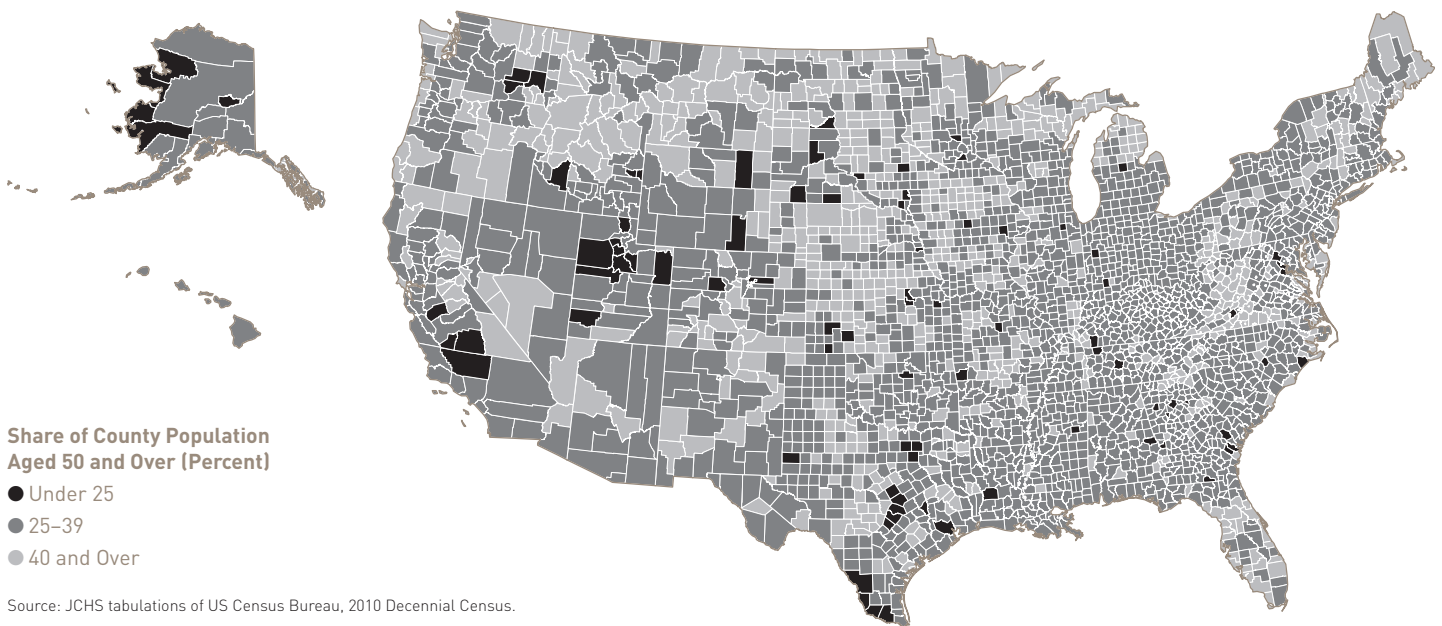 Share of County Population
Aged 50 and Over (Percent)
Under 25
25–39
40 and Over
Source: JCHS tabulations of US Census Bureau, 2010 Decennial Census.